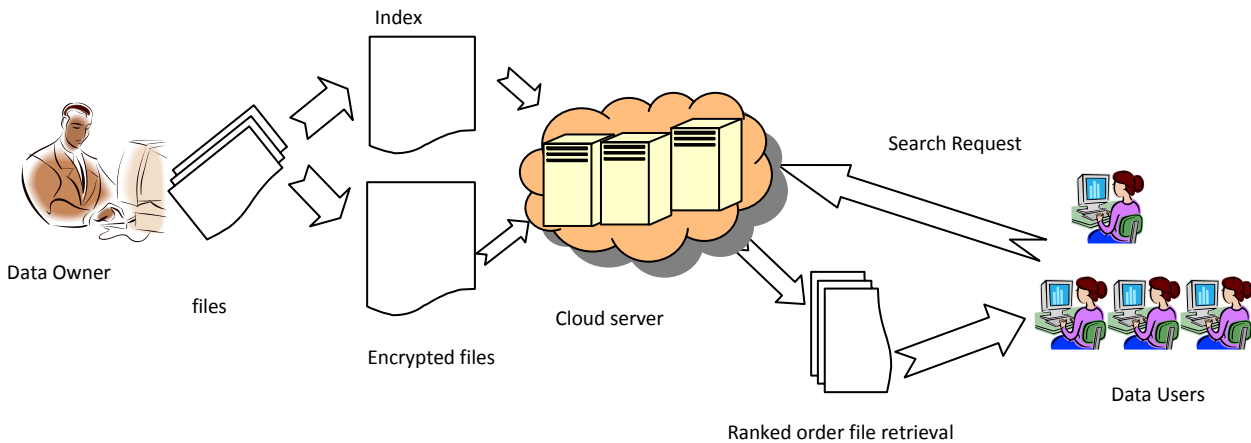 Index
Search Request
Data Owner
files
Cloud server
Encrypted files
Data Users
Ranked order file retrieval